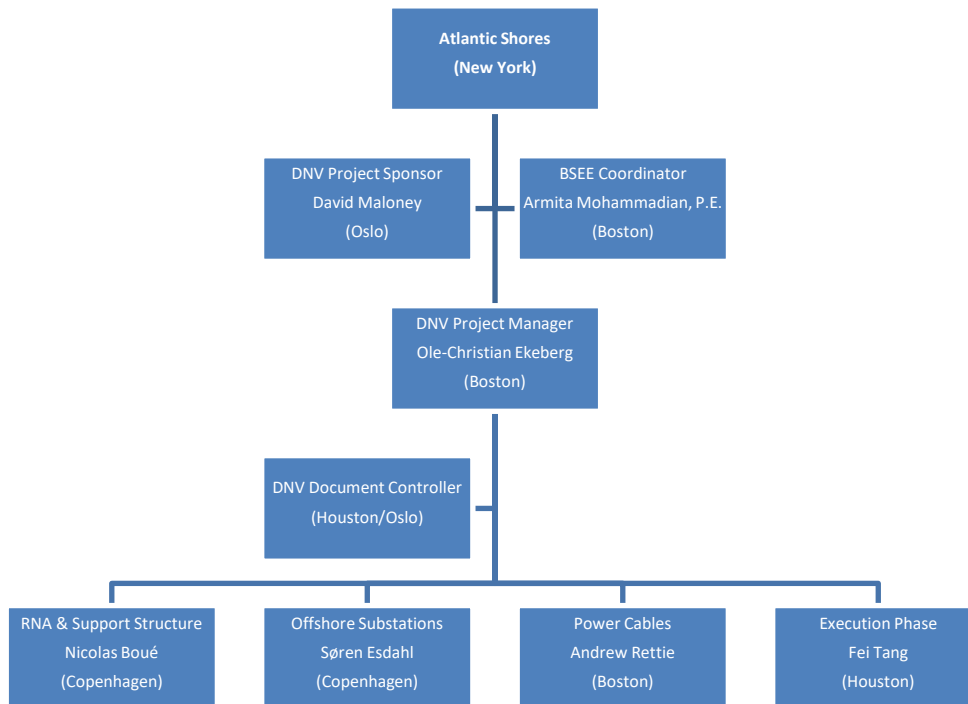 Atlantic Shores
(New York)
DNV Project Sponsor
David Maloney
(Oslo)
BSEE Coordinator
Armita Mohammadian, P.E.
(Boston)
DNV Project Manager
Ole-Christian Ekeberg
(Boston)
DNV Document Controller
(Houston/Oslo)
RNA & Support Structure
Nicolas Boué
(Copenhagen)
Offshore Substations
Søren Esdahl
(Copenhagen)
Power Cables
Andrew Rettie
(Boston)
Execution Phase
Fei Tang
(Houston)